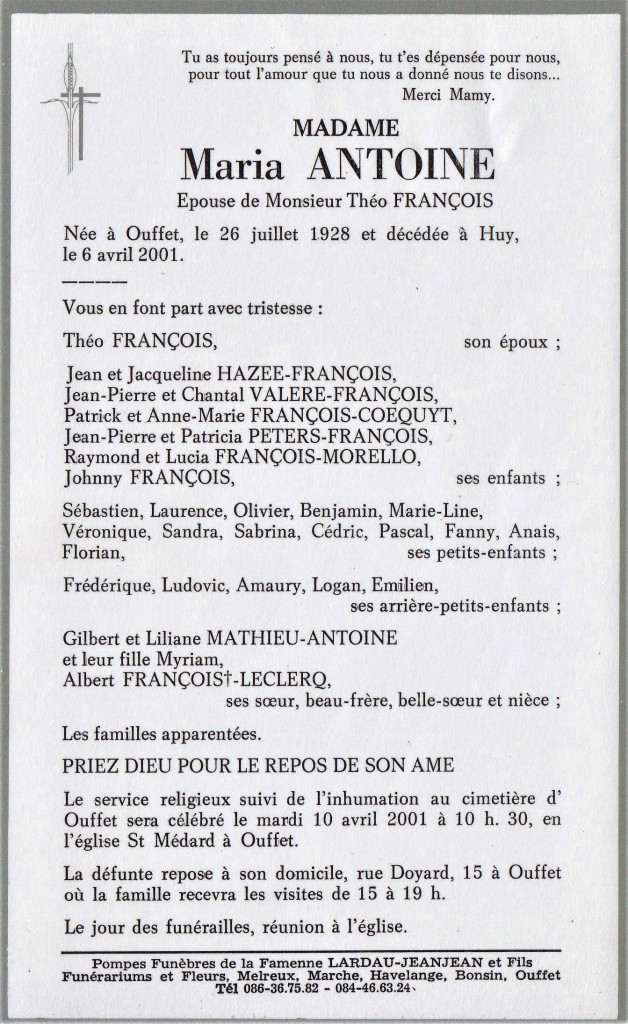 Tu as toujours pensé à nous, tu t'es dépensée pour nous,
pour tout l'amour que tu nous a donné nous te disons...
Merci Mamy.
MADAME
Maria ANTOINE
Epouse de Monsieur Théo FRANÇOIS
Née à Ouffet, le 26 juillet 1928 et décédée à Huy,
le 6 avril 2001.
Vous en font part avec tristesse :
Théo FRANÇOIS, son époux ;
Jean et Jacqueline HAZEE-FRANÇOIS,
Jean-Pierre et Chantal VALERE-FRANÇOIS,
Patrick et Anne-Marie FRANÇOIS-COEQUYT,
Jean-Pierre et Patricia PETERS-FRANÇOIS,
Raymond et Lucia FRANÇOIS-MORELLO,
Johnny FRANÇOIS, ses enfants ;
Sébastien, Laurence, Olivier, Benjamin, Marie-Line,
Véronique, Sandra, Sabrina, Cédric, Pascal, Fanny, Anais,
Florian, ses petits-enfants ;
Frédérique, Ludovic, Amaury, Logan, Emilien,
ses arrière-petits-enfants ;
Gilbert et Liliane MATHIEU-ANTOINE
et leur fille Myriam,
Albert FRANÇOIS†-LECLERQ,
ses sœur, beau-frère, belle-sœur et nièce ;
Les familles apparentées.
PRIEZ DIEU POUR LE REPOS DE SON AME
Le service religieux suivi de l'inhumation au cimetière d'
Ouffet sera célébré le mardi 10 avril 2001 à 10 h. 30, en
l'église St Médard à Ouffet.
La défunte repose à son domicile, rue Doyard, 15 à Ouffet
où la famille recevra les visites de 15 à 19 h.
Le jour des funérailles, réunion à l'église.
Pompes Funèbres de la Famenne LARDAU-JEANJEAN et Fils
Funérariums et Fleurs, Melreux, Marche, Havelange, Bonsin, Ouffet
Tél 086-36.75.82 - 084-46.63.24